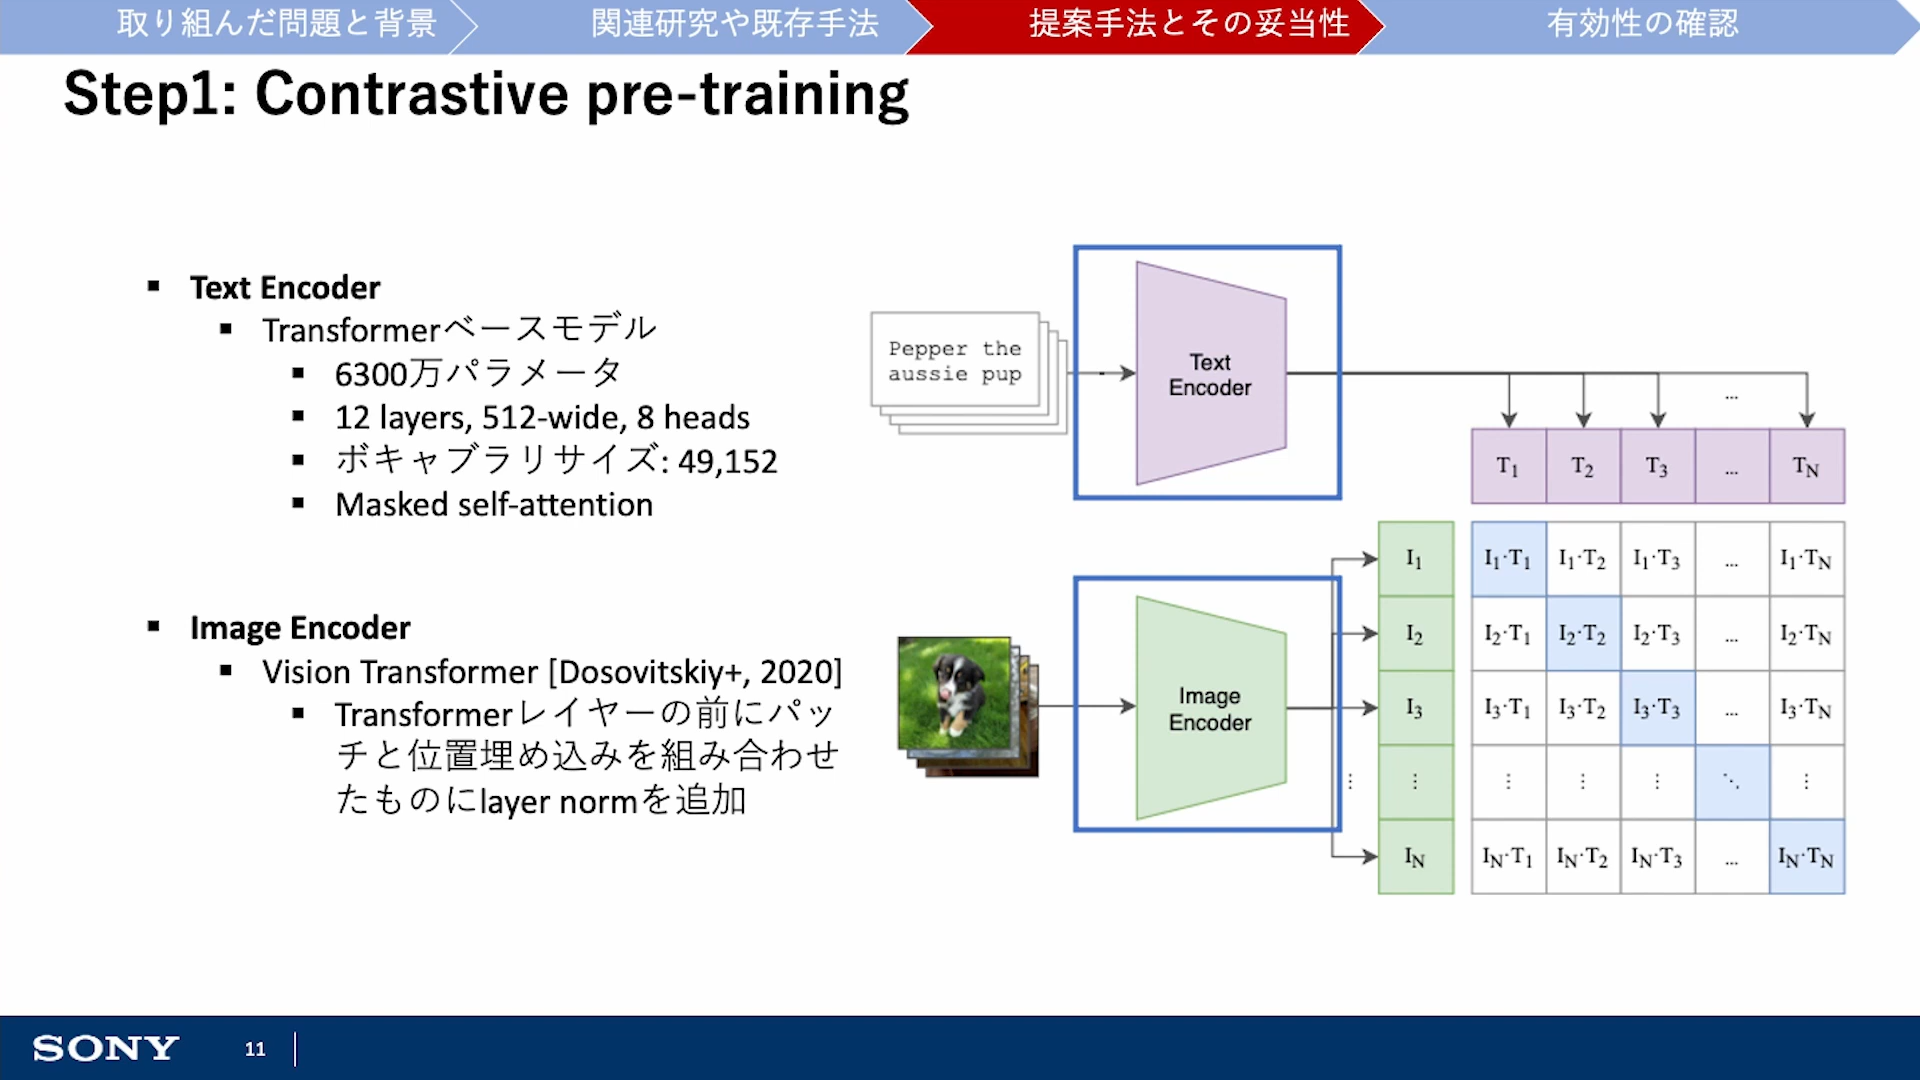 取り組んだ問題と背景
関連研究や既存手法
提案手法とその妥当性
有効性の確認
Step1: Contrastive pre-training
▪ Text Encoder
▪ Transformerベースモデル
▪ 6300万パラメータ
▪ 12 layers, 512-wide, 8 heads
▪ ボキャブラリサイズ: 49,152
▪ Masked self-attention
▪ Image Encoder
▪ Vision Transformer [Dosovitskiy+, 2020]
▪ Transformerレイヤーの前にパッ
チと位置埋め込みを組み合わせ
たものにlayer normを追加
Pepper the
aussie pup
Text
Encoder
...
T₁ T₂ T₃ ... T_N
Image
Encoder
I₁ I₁·T₁ I₁·T₂ I₁·T₃ ... I₁·T_N
I₂ I₂·T₁ I₂·T₂ I₂·T₃ ... I₂·T_N
I₃ I₃·T₁ I₃·T₂ I₃·T₃ ... I₃·T_N
⋮ ⋮ ⋮ ⋮ ⋮ ⋱ ⋮
I_N I_N·T₁ I_N·T₂ I_N·T₃ ... I_N·T_N
SONY
11